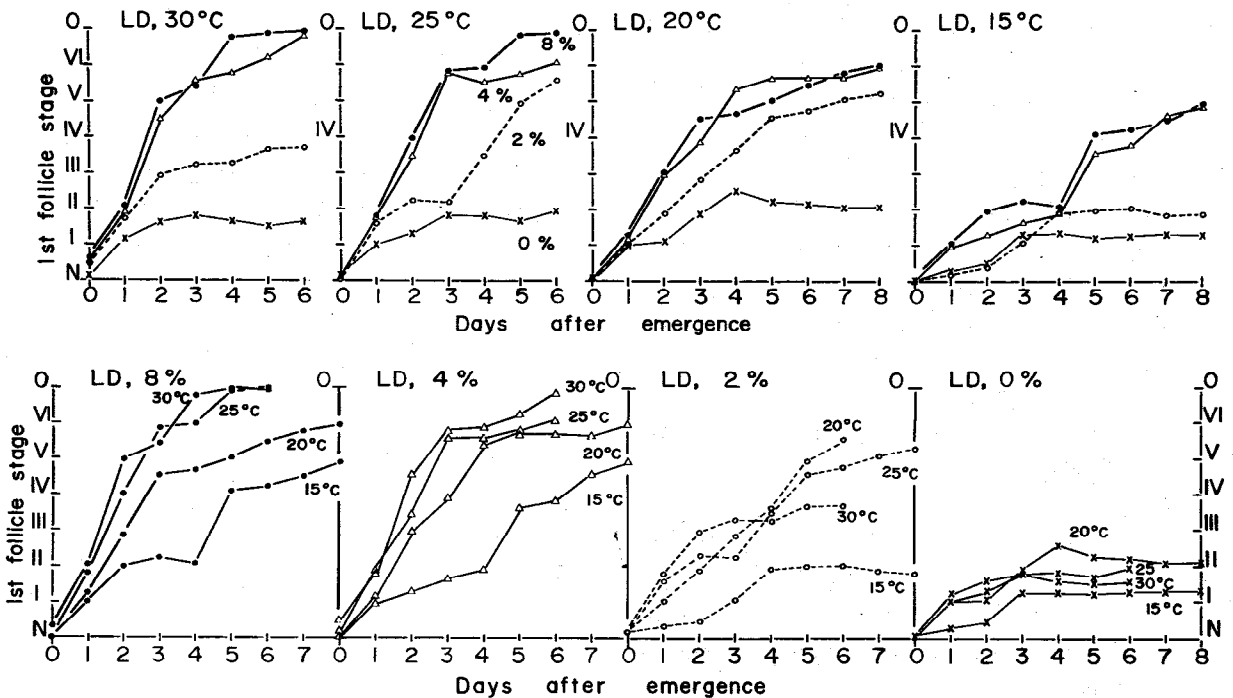 LD, 30°C
LD, 25°C
LD, 20°C
LD, 15°C
1st follicle stage
O
VI
V
IV
III
II
I
N
IV
IV
8 %
4 %
2 %
0 %
0 1 2 3 4 5 6
0 1 2 3 4 5 6
0 1 2 3 4 5 6 7 8
0 1 2 3 4 5 6 7 8
Days after emergence
LD, 8 %
LD, 4 %
LD, 2 %
LD, 0 %
1st follicle stage
O
VI
V
IV
III
II
I
N
30°C
25°C
20°C
15°C
O
30°C
25°C
20°C
15°C
O
20°C
25°C
30°C
15°C
O
20°C
25
30°C
15°C
O
VI
V
IV
III
II
I
N
0 1 2 3 4 5 6 7
0 1 2 3 4 5 6 7
0 1 2 3 4 5 6 7
0 1 2 3 4 5 6 7 8
Days after emergence